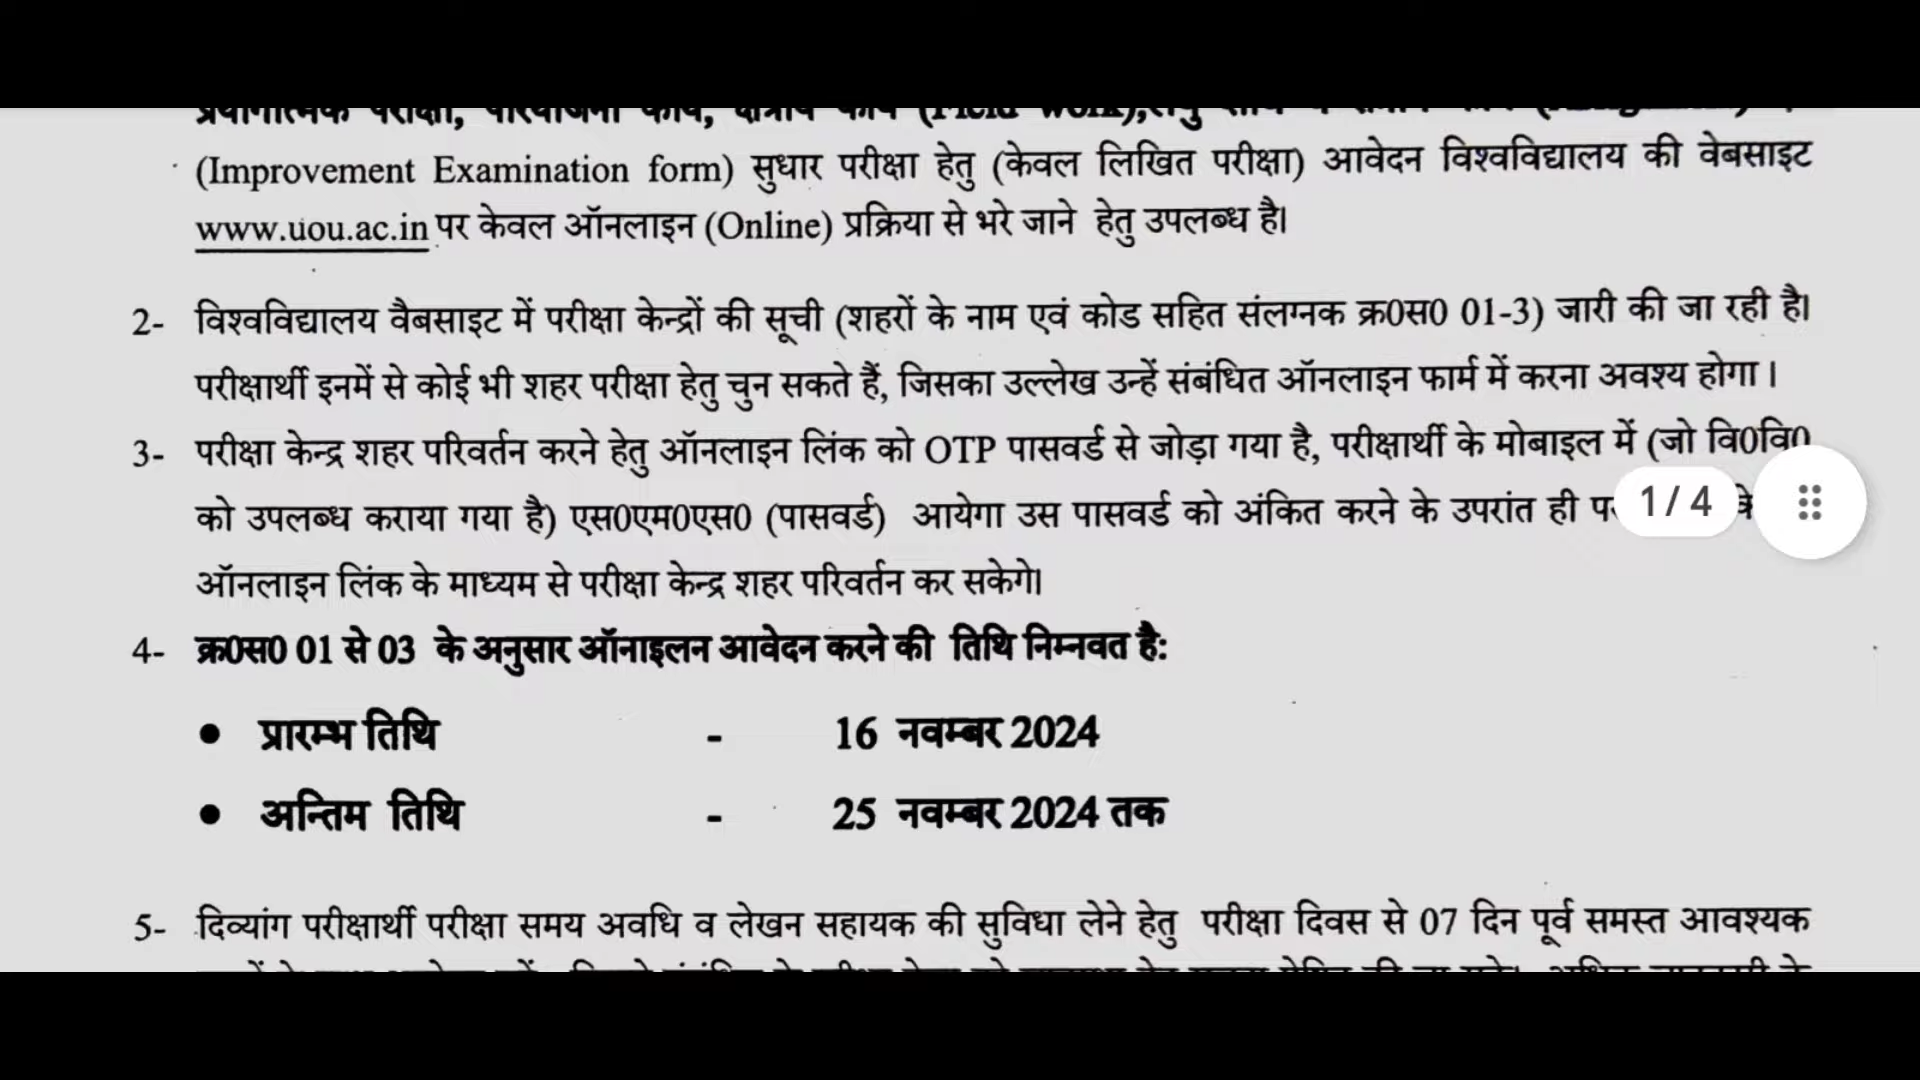 (Improvement Examination form) सुधार परीक्षा हेतु (केवल लिखित परीक्षा) आवेदन विश्वविद्यालय की वेबसाइट
www.uou.ac.in पर केवल ऑनलाइन (Online) प्रक्रिया से भरे जाने हेतु उपलब्ध है।
2- विश्वविद्यालय वैबसाइट में परीक्षा केन्द्रों की सूची (शहरों के नाम एवं कोड सहित संलग्नक क्र0स0 01-3) जारी की जा रही है।
परीक्षार्थी इनमें से कोई भी शहर परीक्षा हेतु चुन सकते हैं, जिसका उल्लेख उन्हें संबंधित ऑनलाइन फार्म में करना अवश्य होगा ।
3- परीक्षा केन्द्र शहर परिवर्तन करने हेतु ऑनलाइन लिंक को OTP पासवर्ड से जोड़ा गया है, परीक्षार्थी के मोबाइल में (जो वि0वि0
को उपलब्ध कराया गया है) एस0एम0एस0 (पासवर्ड) आयेगा उस पासवर्ड को अंकित करने के उपरांत ही
1 / 4
ऑनलाइन लिंक के माध्यम से परीक्षा केन्द्र शहर परिवर्तन कर सकेगे।
4- क्र0स0 01 से 03 के अनुसार ऑनाइलन आवेदन करने की तिथि निम्नवत है:
• प्रारम्भ तिथि - 16 नवम्बर 2024
• अन्तिम तिथि - 25 नवम्बर 2024 तक
5- दिव्यांग परीक्षार्थी परीक्षा समय अवधि व लेखन सहायक की सुविधा लेने हेतु परीक्षा दिवस से 07 दिन पूर्व समस्त आवश्यक